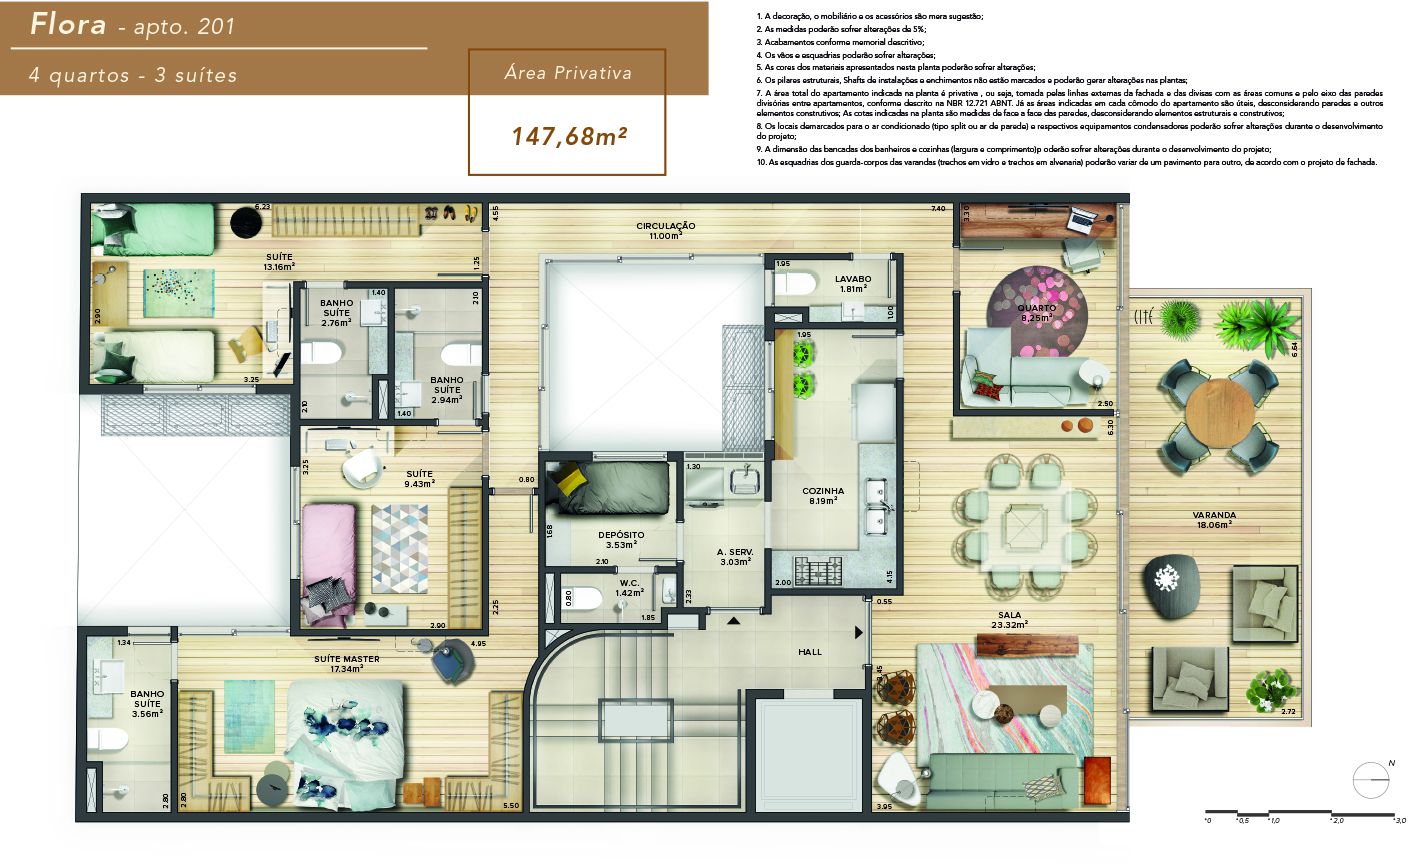 Flora - apto. 201
4 quartos - 3 suítes
Área Privativa
147,68m²
1. A decoração, o mobiliário e os acessórios são mera sugestão;
2. As medidas poderão sofrer alterações de 5%;
3. Acabamentos conforme memorial descritivo;
4. Os vãos e esquadrias poderão sofrer alterações;
5. As cores dos materiais apresentados nesta planta poderão sofrer alterações;
6. Os pilares estruturais, Shafts de instalações e enchimentos não estão marcados e poderão gerar alterações nas plantas;
7. A área total do apartamento indicada na planta é privativa , ou seja, tomada pelas linhas externas da fachada e das divisas com as áreas comuns e pelo eixo das paredes
divisórias entre apartamentos, conforme descrito na NBR 12.721 ABNT. Já as áreas indicadas em cada cômodo do apartamento são úteis, desconsiderando paredes e outros
elementos construtivos; As cotas indicadas na planta são medidas de face a face das paredes, desconsiderando elementos estruturais e construtivos;
8. Os locais demarcados para o ar condicionado (tipo split ou ar de parede) e respectivos equipamentos condensadores poderão sofrer alterações durante o desenvolvimento
do projeto;
9. A dimensão das bancadas dos banheiros e cozinhas (largura e comprimento)p oderão sofrer alterações durante o desenvolvimento do projeto;
10. As esquadrias dos guarda-corpos das varandas (trechos em vidro e trechos em alvenaria) poderão variar de um pavimento para outro, de acordo com o projeto de fachada.
6.23
4.55
7.40
3.30
CIRCULAÇÃO
11.00m²
SUÍTE
13.16m²
1.25
1.95
LAVABO
1.81m²
1.00
2.90
1.40
BANHO
SUÍTE
2.76m²
2.10
QUARTO
8,25m²
CITÉ
6.64
1.95
3.25
2.10
BANHO
SUÍTE
2.94m²
1.40
2.50
6.30
3.25
SUÍTE
9.43m²
0.80
1.30
COZINHA
8.19m²
VARANDA
18.06m²
1.68
DEPÓSITO
3.53m²
2.10
A. SERV.
3.03m²
2.00
4.15
W.C.
1.42m²
0.80
1.85
2.33
2.25
2.90
0.55
SALA
23.32m²
1.34
4.95
HALL
SUÍTE MASTER
17.34m²
3.45
BANHO
SUÍTE
3.56m²
2.72
2.80
2.80
5.50
3.95
N
0
0,5
1,0
2,0
3,0